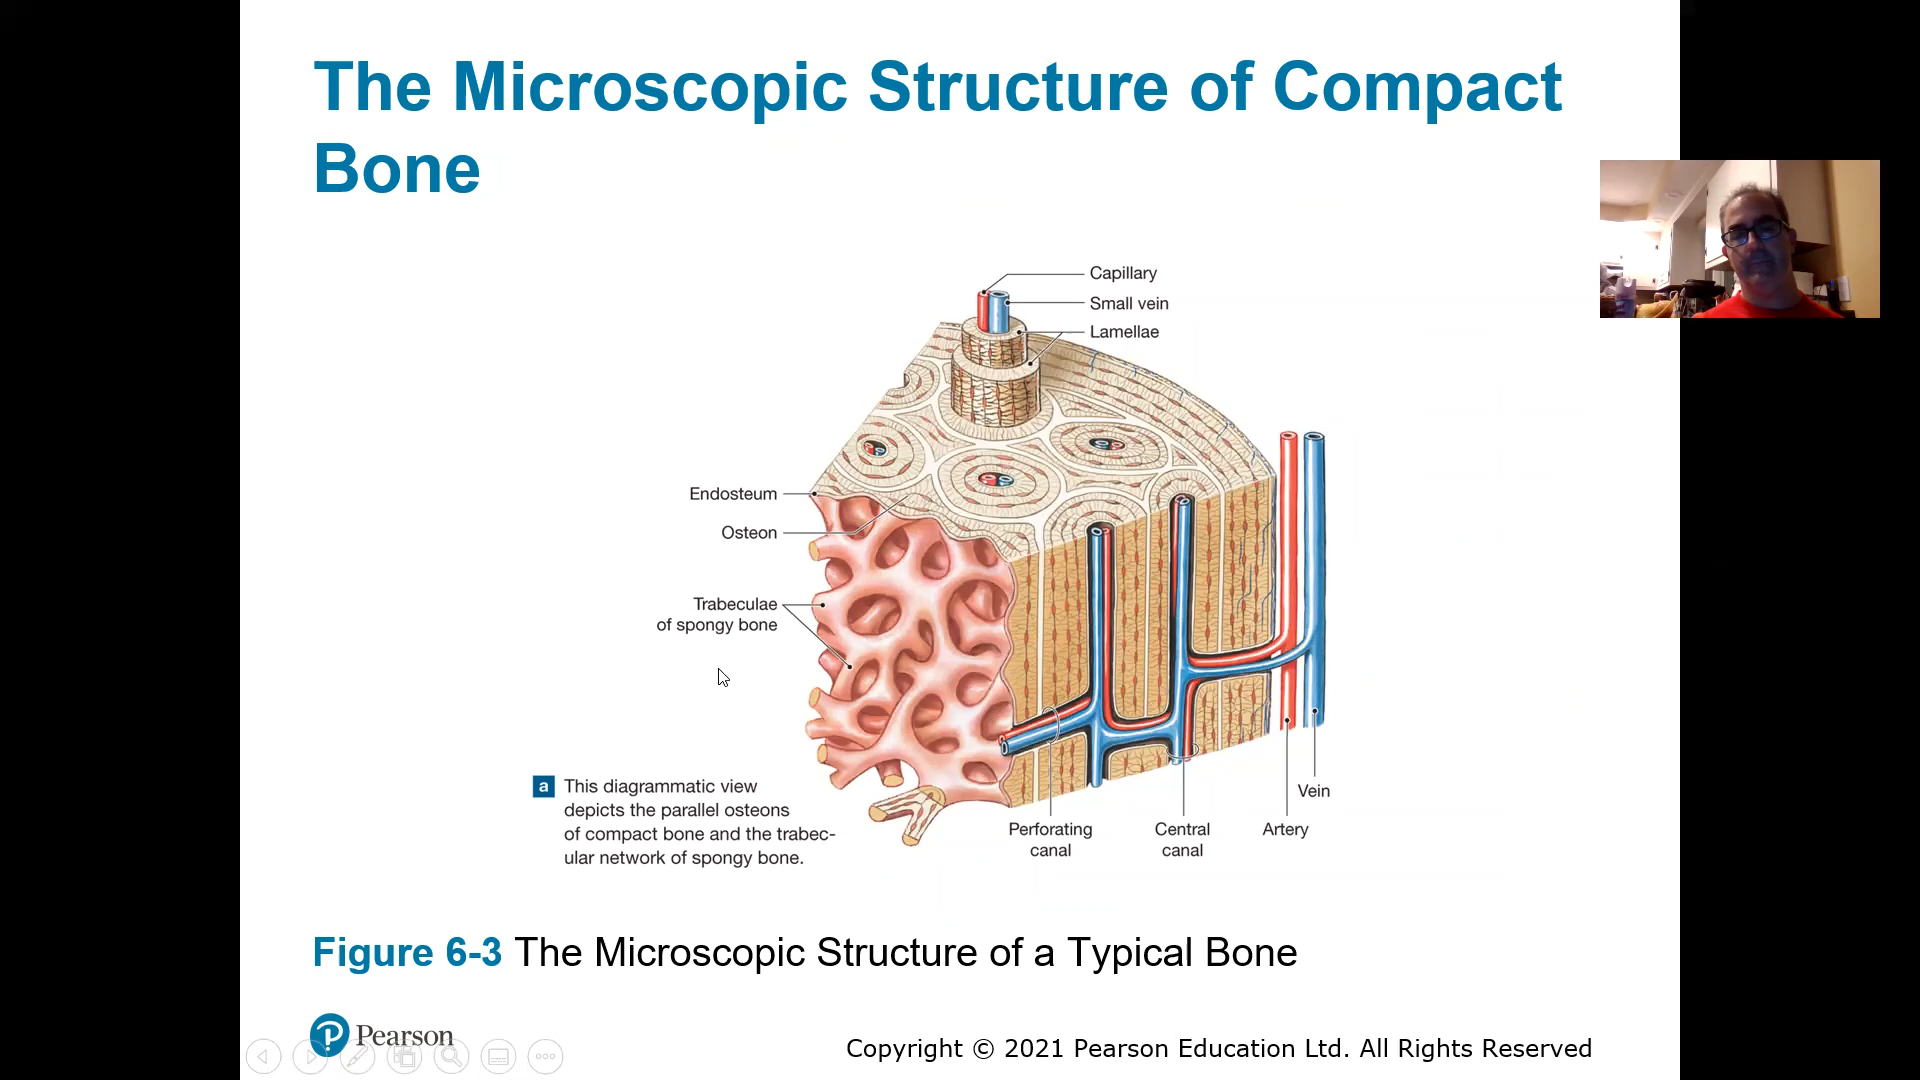 The Microscopic Structure of Compact
Bone
Capillary
Small vein
Lamellae
Endosteum
Osteon
Trabeculae
of spongy bone
a This diagrammatic view
depicts the parallel osteons
of compact bone and the trabec-
ular network of spongy bone.
Perforating
canal
Central
canal
Artery
Vein
Figure 6-3 The Microscopic Structure of a Typical Bone
P Pearson
Copyright © 2021 Pearson Education Ltd. All Rights Reserved